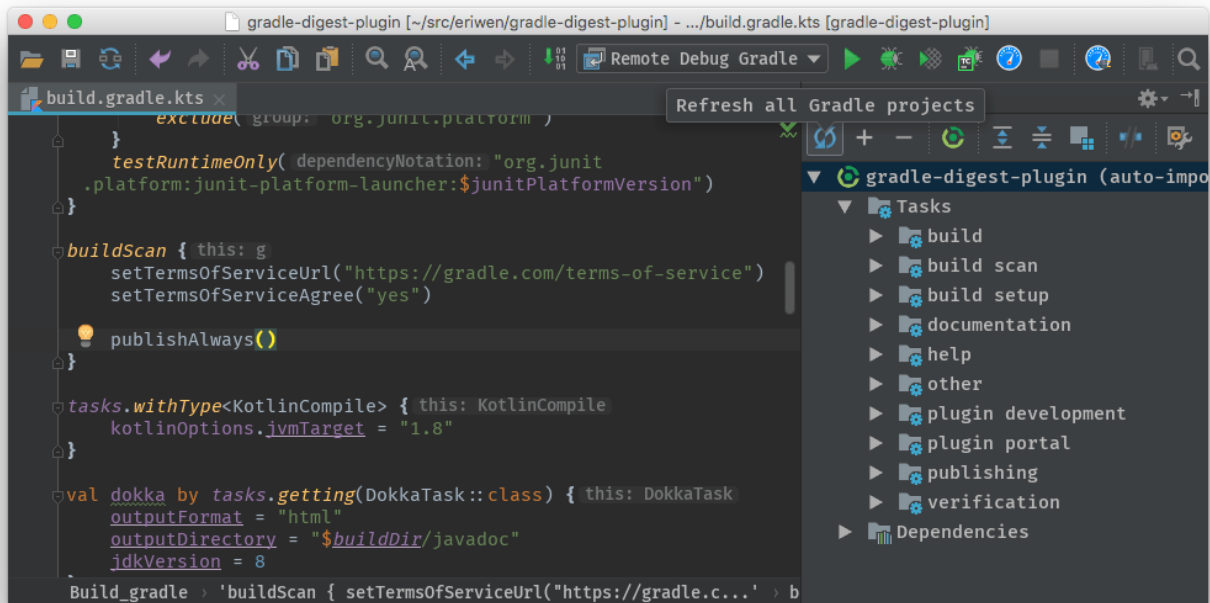 gradle-digest-plugin [~/src/eriwen/gradle-digest-plugin] - .../build.gradle.kts [gradle-digest-plugin]
Remote Debug Gradle
build.gradle.kts
Refresh all Gradle projects
exclude( group: "org.junit.platform")
}
testRuntimeOnly( dependencyNotation: "org.junit
.platform:junit-platform-launcher:$junitPlatformVersion")
}
buildScan { this: g
setTermsOfServiceUrl("https://gradle.com/terms-of-service")
setTermsOfServiceAgree("yes")
publishAlways()
}
tasks.withType<KotlinCompile> { this: KotlinCompile
kotlinOptions.jvmTarget = "1.8"
}
val dokka by tasks.getting(DokkaTask::class) { this: DokkaTask
outputFormat = "html"
outputDirectory = "$buildDir/javadoc"
jdkVersion = 8
Build_gradle › 'buildScan { setTermsOfServiceUrl("https://gradle.c...' › b
gradle-digest-plugin (auto-impo
Tasks
build
build scan
build setup
documentation
help
other
plugin development
plugin portal
publishing
verification
Dependencies